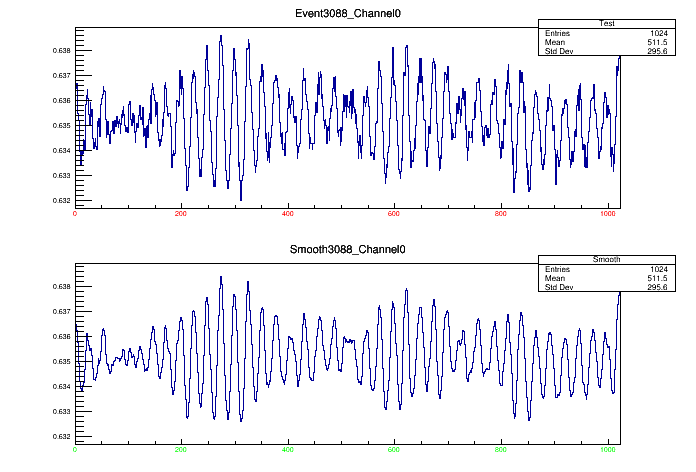 Event3088_Channel0
Test
Entries 1024
Mean 511.5
Std Dev 295.6
0.638
0.637
0.636
0.635
0.634
0.633
0.632
0 200 400 600 800 1000
Smooth3088_Channel0
Smooth
Entries 1024
Mean 511.5
Std Dev 295.6
0.638
0.637
0.636
0.635
0.634
0.633
0.632
0 200 400 600 800 1000